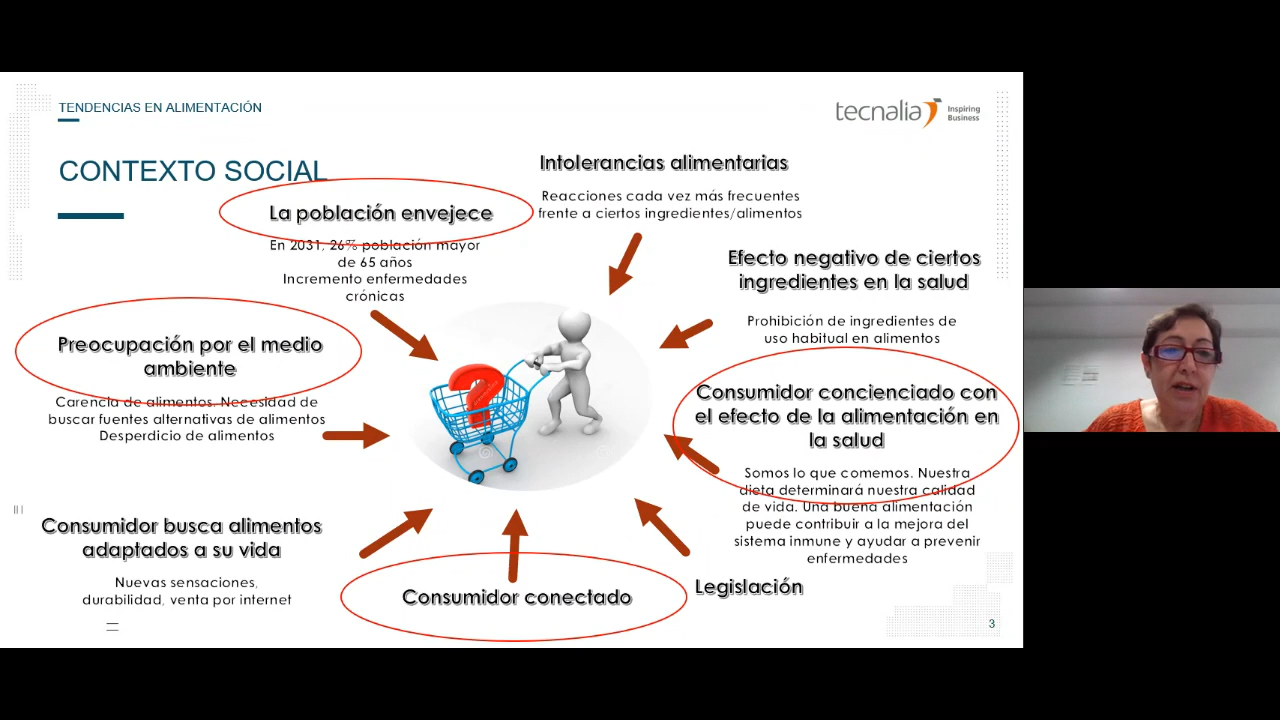 TENDENCIAS EN ALIMENTACIÓN
tecnalia
Inspiring
Business
CONTEXTO SOCIAL
Intolerancias alimentarias
Reacciones cada vez más frecuentes
frente a ciertos ingredientes/alimentos
La población envejece
En 2031, 26% población mayor
de 65 años
Incremento enfermedades
crónicas
Efecto negativo de ciertos
ingredientes en la salud
Prohibición de ingredientes de
uso habitual en alimentos
Preocupación por el medio
ambiente
Carencia de alimentos. Necesidad de
buscar fuentes alternativas de alimentos
Desperdicio de alimentos
?
Consumidor concienciado con
el efecto de la alimentación en
la salud
Somos lo que comemos. Nuestra
dieta determinará nuestra calidad
de vida. Una buena alimentación
puede contribuir a la mejora del
sistema inmune y ayudar a prevenir
enfermedades
Consumidor busca alimentos
adaptados a su vida
Nuevas sensaciones,
durabilidad, venta por internet
Consumidor conectado
Legislación
3